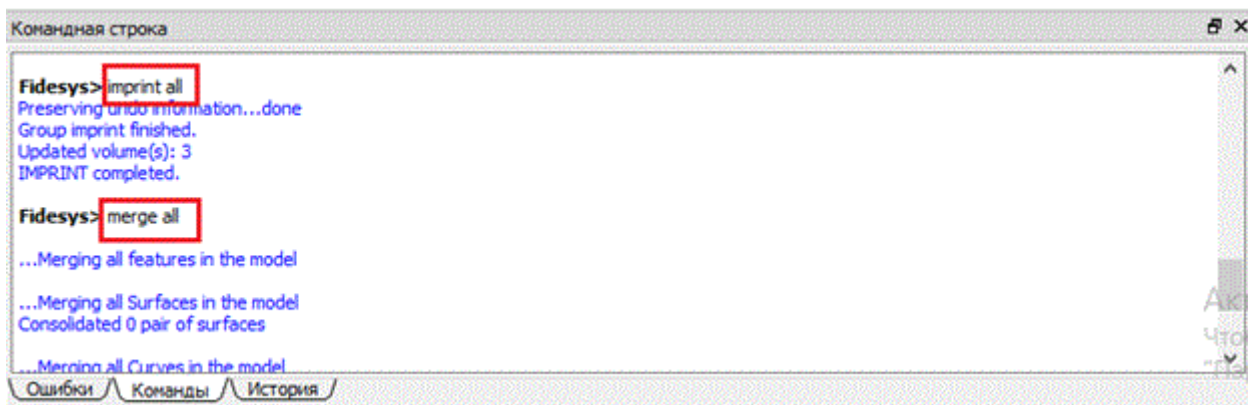 Командная строка
Fidesys> imprint all
Preserving undo information...done
Group imprint finished.
Updated volume(s): 3
IMPRINT completed.
Fidesys> merge all
...Merging all features in the model
...Merging all Surfaces in the model
Consolidated 0 pair of surfaces
...Merging all Curves in the model
Ошибки Команды История